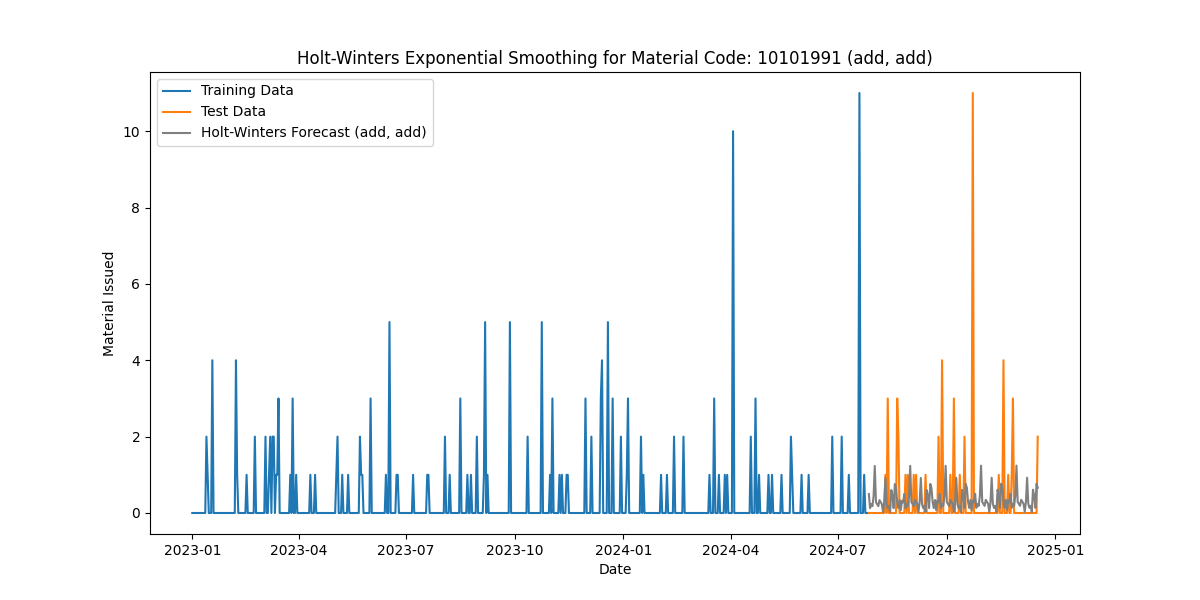 Holt-Winters Exponential Smoothing for Material Code: 10101991 (add, add)
Training Data
Test Data
Holt-Winters Forecast (add, add)
10
8
6
4
2
0
Material Issued
2023-01 2023-04 2023-07 2023-10 2024-01 2024-04 2024-07 2024-10 2025-01
Date